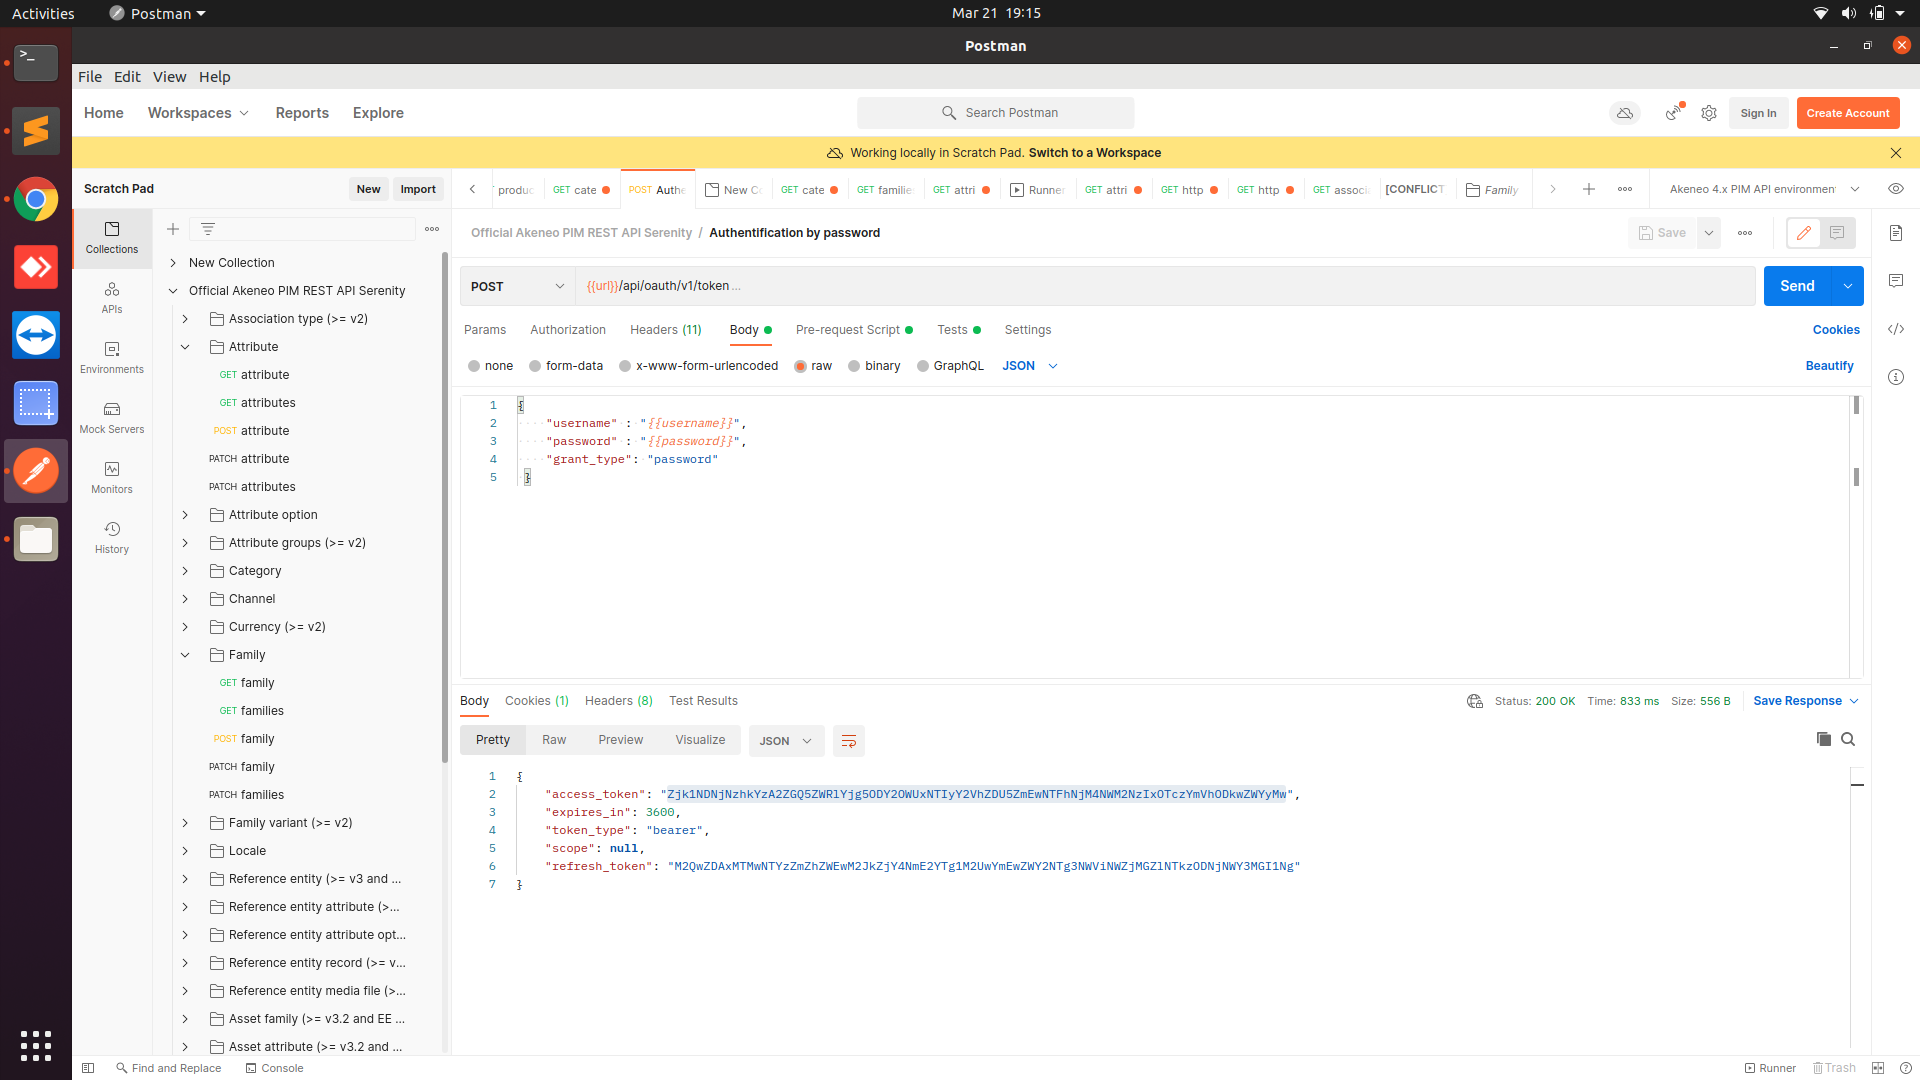 Activities
Postman
Mar 21 19:15
Postman
File Edit View Help
Home Workspaces Reports Explore
Search Postman
Sign In
Create Account
Working locally in Scratch Pad. Switch to a Workspace
Scratch Pad
New
Import
produc
GET cate
POST Authe
New Co
GET cate
GET familie
GET attri
Runner
GET attri
GET http
GET http
GET associ
[CONFLICT
Family
Akeneo 4.x PIM API environmen
Collections
APIs
Environments
Mock Servers
Monitors
History
New Collection
Official Akeneo PIM REST API Serenity
Association type (>= v2)
Attribute
GET attribute
GET attributes
POST attribute
PATCH attribute
PATCH attributes
Attribute option
Attribute groups (>= v2)
Category
Channel
Currency (>= v2)
Family
GET family
GET families
POST family
PATCH family
PATCH families
Family variant (>= v2)
Locale
Reference entity (>= v3 and ...
Reference entity attribute (>...
Reference entity attribute opt...
Reference entity record (>= v...
Reference entity media file (>...
Asset family (>= v3.2 and EE ...
Asset attribute (>= v3.2 and ...
Official Akeneo PIM REST API Serenity / Authentification by password
Save
POST
{{url}}/api/oauth/v1/token ...
Send
Params Authorization Headers (11) Body Pre-request Script Tests Settings
Cookies
none form-data x-www-form-urlencoded raw binary GraphQL JSON
Beautify
1 {
2 "username" : "{{username}}",
3 "password" : "{{password}}",
4 "grant_type": "password"
5 }
Body Cookies (1) Headers (8) Test Results
Status: 200 OK Time: 833 ms Size: 556 B
Save Response
Pretty Raw Preview Visualize JSON
1 {
2 "access_token": "Zjk1NDNjNzhkYzA2ZGQ5ZWRlYjg5ODY2OWUxNTIyY2VhZDU5ZmEwNTFhNjM4NWM2NzIxOTczYmVhODkwZWYyMw",
3 "expires_in": 3600,
4 "token_type": "bearer",
5 "scope": null,
6 "refresh_token": "M2QwZDAxMTMwNTYzZmZhZWEwM2JkZjY4NmE2YTg1M2UwYmEwZWY2NTg3NWViNWZjMGZlNTkzODNjNWY3MGI1Ng"
7 }
Find and Replace
Console
Runner
Trash